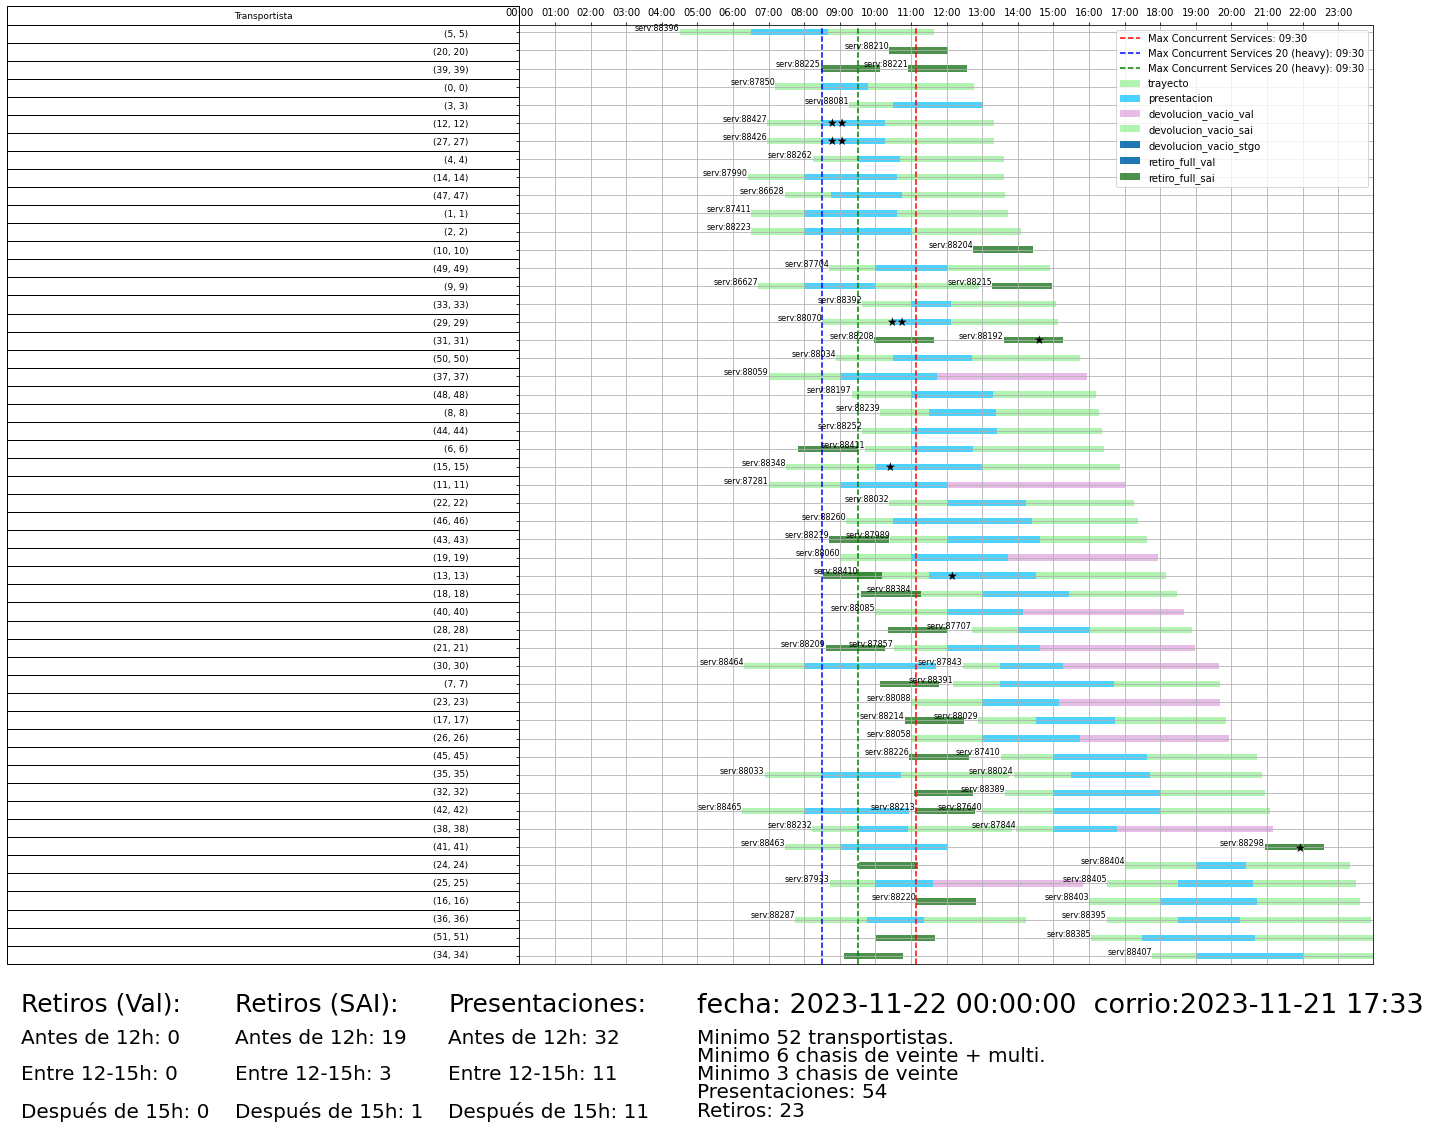 Transportista
00:00 01:00 02:00 03:00 04:00 05:00 06:00 07:00 08:00 09:00 10:00 11:00 12:00 13:00 14:00 15:00 16:00 17:00 18:00 19:00 20:00 21:00 22:00 23:00
Max Concurrent Services: 09:30
Max Concurrent Services 20 (heavy): 09:30
Max Concurrent Services 20 (heavy): 09:30
trayecto
presentacion
devolucion_vacio_val
devolucion_vacio_sai
devolucion_vacio_stgo
retiro_full_val
retiro_full_sai
(5, 5) serv:88396
(20, 20) serv:88210
(39, 39) serv:88225 serv:88221
(0, 0) serv:87850
(3, 3) serv:88081
(12, 12) serv:88427
(27, 27) serv:88426
(4, 4) serv:88262
(14, 14) serv:87990
(47, 47) serv:86628
(1, 1) serv:87411
(2, 2) serv:88223
(10, 10) serv:88204
(49, 49) serv:87704
(9, 9) serv:86627 serv:88215
(33, 33) serv:88392
(29, 29) serv:88070
(31, 31) serv:88208 serv:88192
(50, 50) serv:88034
(37, 37) serv:88059
(48, 48) serv:88197
(8, 8) serv:88239
(44, 44) serv:88252
(6, 6) serv:88411
(15, 15) serv:88348
(11, 11) serv:87281
(22, 22) serv:88032
(46, 46) serv:88260
(43, 43) serv:88219 serv:87989
(19, 19) serv:88060
(13, 13) serv:88410
(18, 18) serv:88384
(40, 40) serv:88085
(28, 28) serv:87707
(21, 21) serv:88209 serv:87857
(30, 30) serv:88464 serv:87843
(7, 7) serv:88391
(23, 23) serv:88088
(17, 17) serv:88214 serv:88029
(26, 26) serv:88058
(45, 45) serv:88226 serv:87410
(35, 35) serv:88033 serv:88024
(32, 32) serv:88389
(42, 42) serv:88465 serv:88213 serv:87640
(38, 38) serv:88232 serv:87844
(41, 41) serv:88463 serv:88298
(24, 24) serv:88404
(25, 25) serv:87933 serv:88405
(16, 16) serv:88220 serv:88403
(36, 36) serv:88287 serv:88395
(51, 51) serv:88385
(34, 34) serv:88407
Retiros (Val):
Antes de 12h: 0
Entre 12-15h: 0
Después de 15h: 0
Retiros (SAI):
Antes de 12h: 19
Entre 12-15h: 3
Después de 15h: 1
Presentaciones:
Antes de 12h: 32
Entre 12-15h: 11
Después de 15h: 11
fecha: 2023-11-22 00:00:00 corrio:2023-11-21 17:33
Minimo 52 transportistas.
Minimo 6 chasis de veinte + multi.
Minimo 3 chasis de veinte
Presentaciones: 54
Retiros: 23